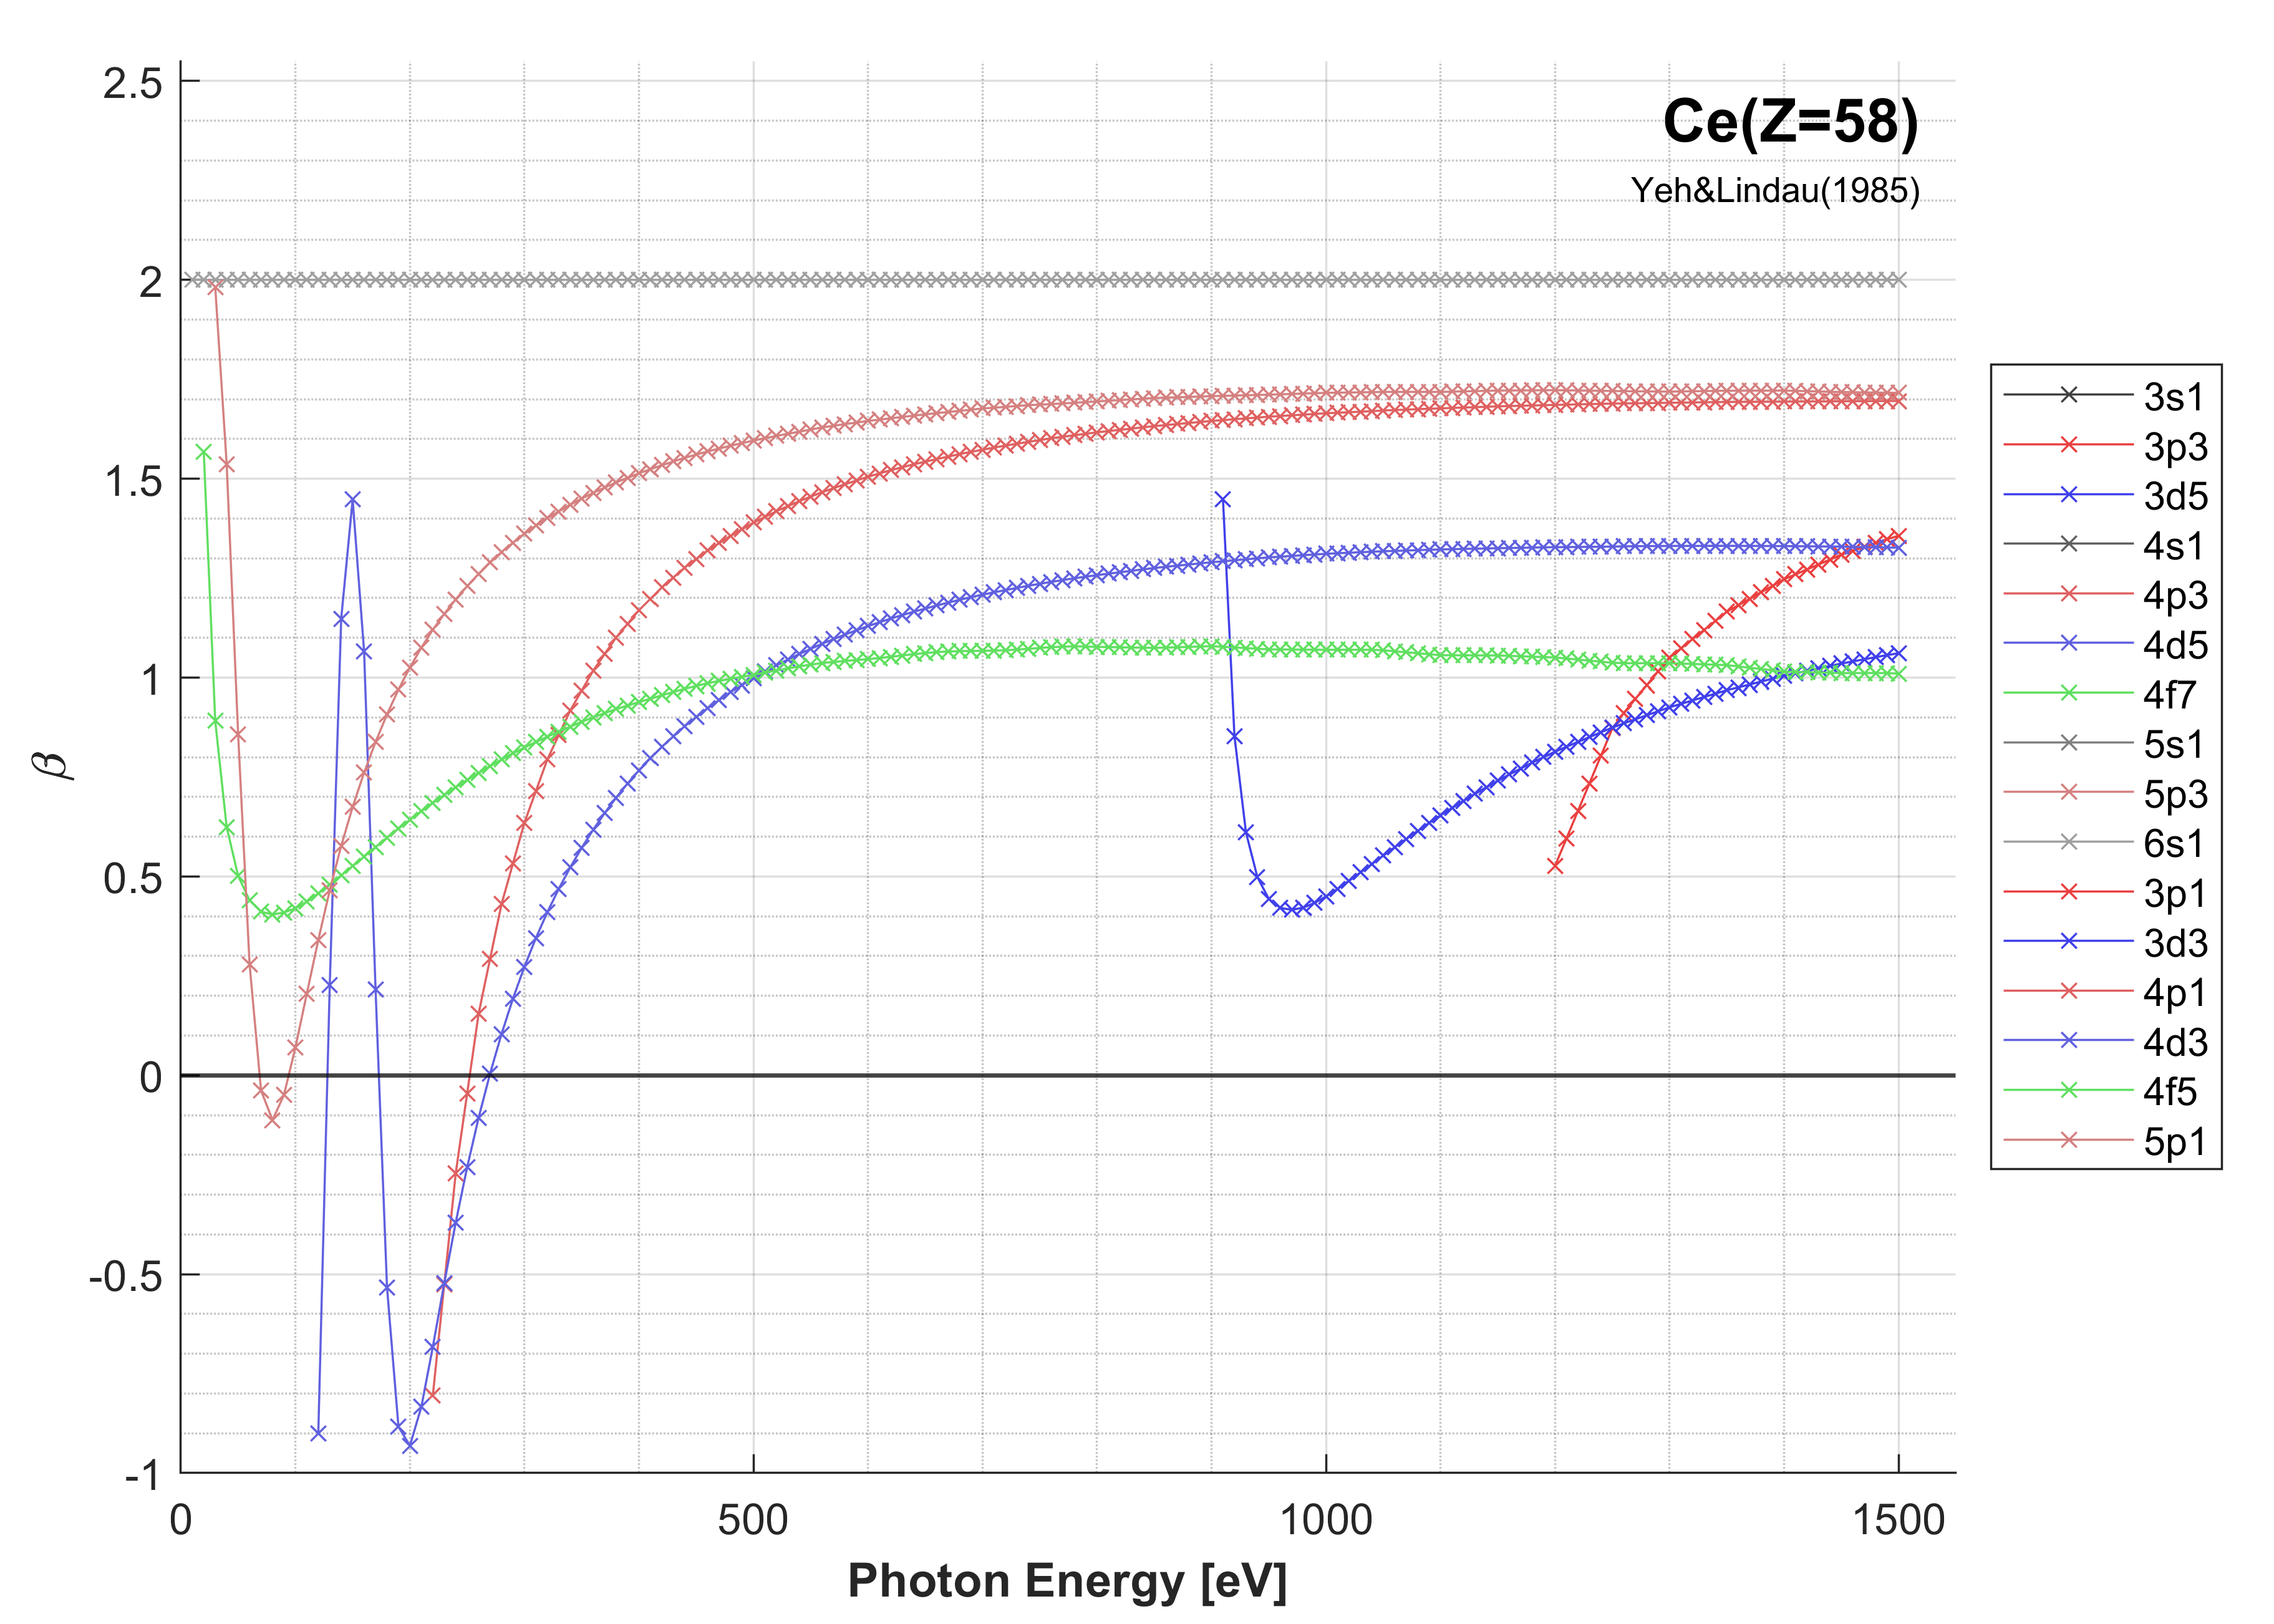 Ce(Z=58)
Yeh&Lindau(1985)
β
2.5
2
1.5
1
0.5
0
-0.5
-1
0
500
1000
1500
Photon Energy [eV]
3s1
3p3
3d5
4s1
4p3
4d5
4f7
5s1
5p3
6s1
3p1
3d3
4p1
4d3
4f5
5p1